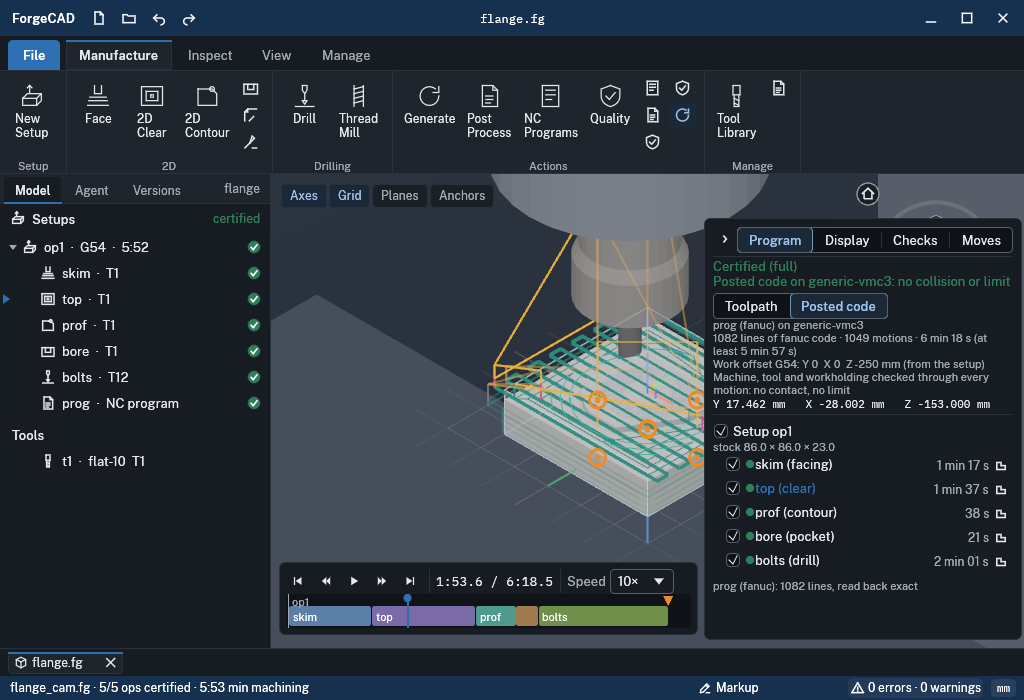 ForgeCAD
flange.fg
File Manufacture Inspect View Manage
New Setup
Face
2D Clear
2D Contour
Drill
Thread Mill
Generate
Post Process
NC Programs
Quality
Tool Library
Setup 2D Drilling Actions Manage
Model Agent Versions flange
Axes Grid Planes Anchors
Setups certified
op1 · G54 · 5:52
skim · T1
top · T1
prof · T1
bore · T1
bolts · T12
prog · NC program
Tools
t1 · flat-10 T1
Program Display Checks Moves
Certified (full)
Posted code on generic-vmc3: no collision or limit
Toolpath Posted code
prog (fanuc) on generic-vmc3
1082 lines of fanuc code · 1049 motions · 6 min 18 s (at
least 5 min 57 s)
Work offset G54: Y 0 X 0 Z -250 mm (from the setup)
Machine, tool and workholding checked through every
motion: no contact, no limit
Y 17.462 mm X -28.002 mm Z -153.000 mm
Setup op1
stock 86.0 × 86.0 × 23.0
skim (facing) 1 min 17 s
top (clear) 1 min 37 s
prof (contour) 38 s
bore (pocket) 21 s
bolts (drill) 2 min 01 s
prog (fanuc): 1082 lines, read back exact
1:53.6 / 6:18.5 Speed 10×
op1
skim top prof bolts
flange.fg
flange_cam.fg · 5/5 ops certified · 5:53 min machining
Markup
0 errors · 0 warnings mm